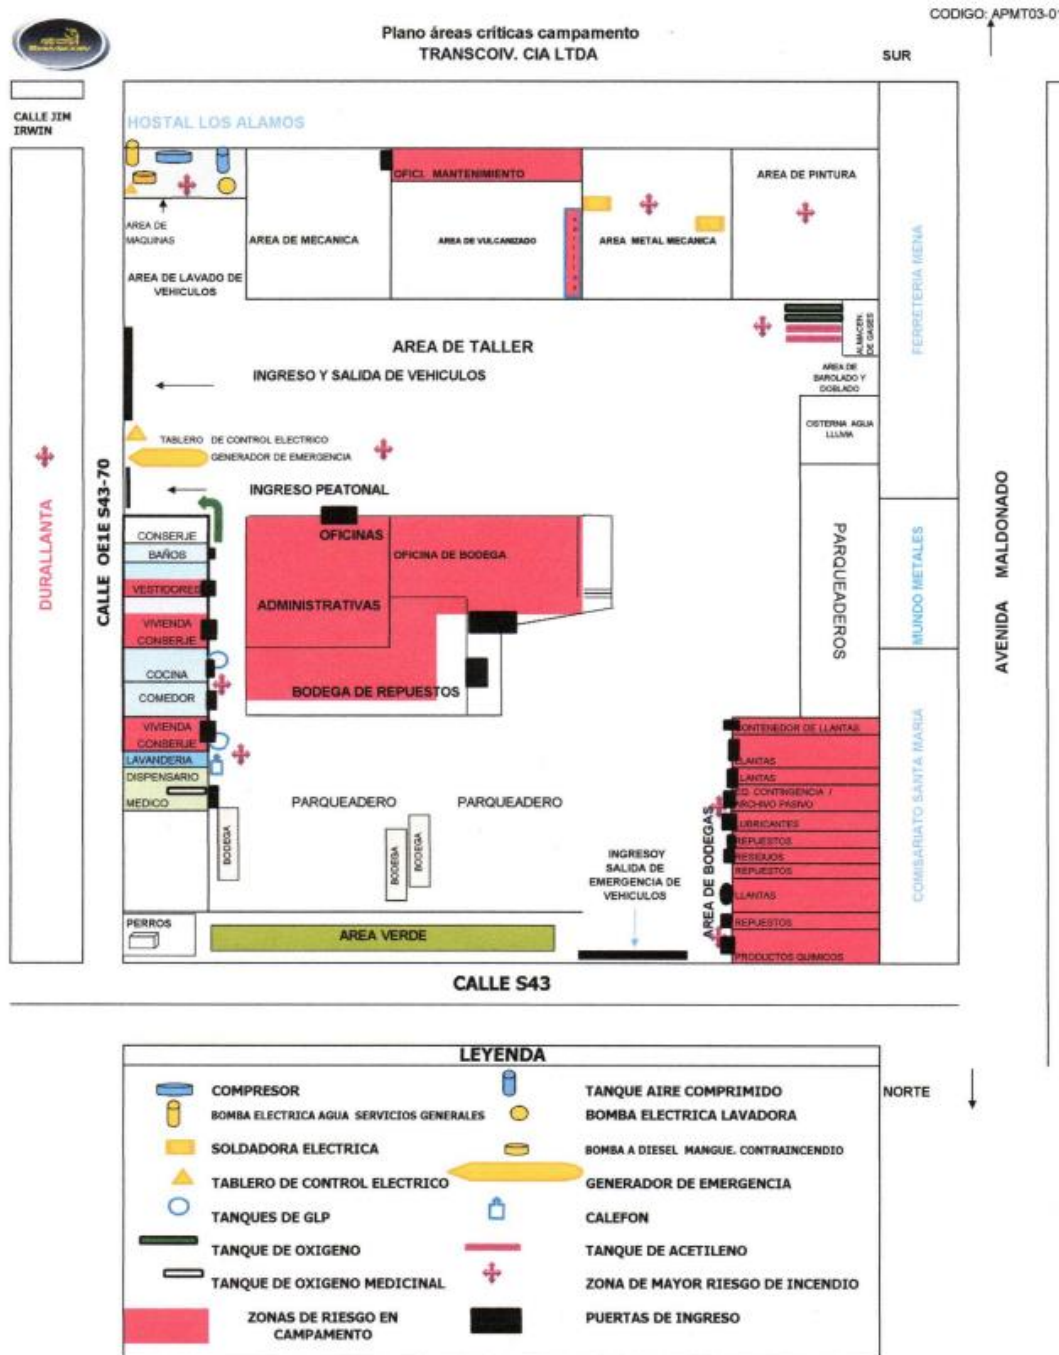 CODIGO: APMT03-01
TRANSCOIV
Plano áreas críticas campamento
TRANSCOIV. CIA LTDA
SUR
CALLE JIM
IRWIN
HOSTAL LOS ALAMOS
OFICI. MANTENIMIENTO
AREA DE PINTURA
AREA DE
MAQUINAS
AREA DE MECANICA
AREA DE VULCANIZADO
AREA METAL MECANICA
AREA DE LAVADO DE
VEHICULOS
FERRETERIA MENA
ALMACEN.
DE GASES
AREA DE TALLER
INGRESO Y SALIDA DE VEHICULOS
AREA DE
BAROLADO Y
DOBLADO
CISTERNA AGUA
LLUVIA
TABLERO DE CONTROL ELECTRICO
GENERADOR DE EMERGENCIA
INGRESO PEATONAL
DURALLANTA
CALLE OE1E S43-70
CONSERJE
BAÑOS
VESTIDORES
VIVIENDA
CONSERJE
COCINA
COMEDOR
VIVIENDA
CONSERJE
LAVANDERIA
DISPENSARIO
MEDICO
OFICINAS
ADMINISTRATIVAS
OFICINA DE BODEGA
BODEGA DE REPUESTOS
PARQUEADEROS
MUNDO METALES
AVENIDA MALDONADO
COMISARIATO SANTA MARIA
PARQUEADERO
PARQUEADERO
BODEGA
BODEGA
BODEGA
INGRESOY
SALIDA DE
EMERGENCIA DE
VEHICULOS
AREA DE BODEGAS
CONTENEDOR DE LLANTAS
LLANTAS
LLANTAS
CONTINGENCIA /
ARCHIVO PASIVO
LUBRICANTES
REPUESTOS
RESIDUOS
REPUESTOS
LLANTAS
REPUESTOS
PRODUCTOS QUIMICOS
PERROS
AREA VERDE
CALLE S43
LEYENDA
NORTE
COMPRESOR
TANQUE AIRE COMPRIMIDO
BOMBA ELECTRICA AGUA SERVICIOS GENERALES
BOMBA ELECTRICA LAVADORA
SOLDADORA ELECTRICA
BOMBA A DIESEL MANGUE. CONTRAINCENDIO
TABLERO DE CONTROL ELECTRICO
GENERADOR DE EMERGENCIA
TANQUES DE GLP
CALEFON
TANQUE DE OXIGENO
TANQUE DE ACETILENO
TANQUE DE OXIGENO MEDICINAL
ZONA DE MAYOR RIESGO DE INCENDIO
ZONAS DE RIESGO EN
CAMPAMENTO
PUERTAS DE INGRESO